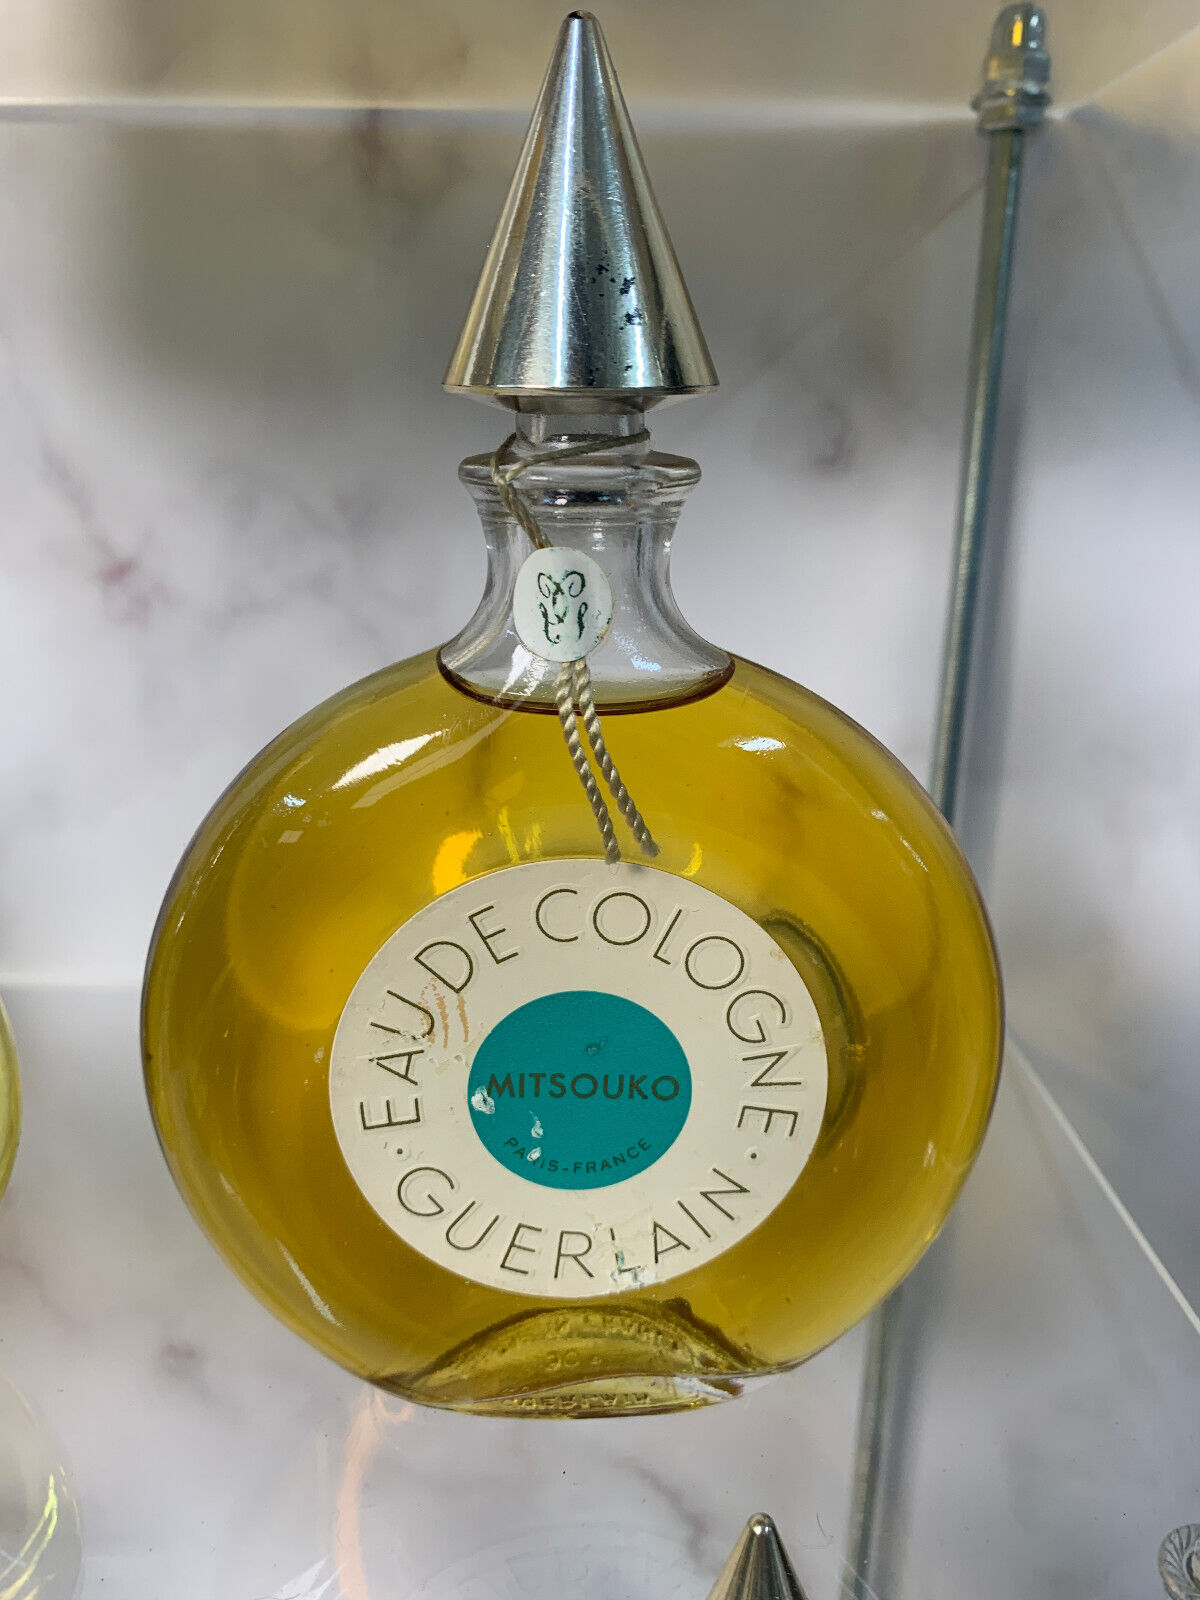 EAU DE COLOGNE
MITSOUKO
PARIS-FRANCE
· GUERLAIN ·